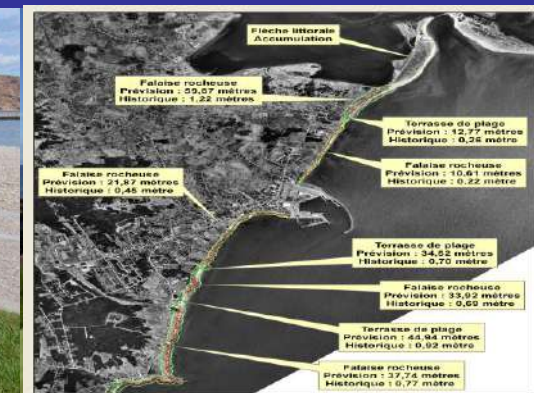 Flèche littorale
Accumulation
Falaise rocheuse
Prévision : 59,87 mètres
Historique : 1,22 mètres
Terrasse de plage
Prévision : 12,77 mètres
Historique : 0,26 mètre
Falaise rocheuse
Prévision : 10,61 mètres
Historique : 0,22 mètre
Falaise rocheuse
Prévision : 21,87 mètres
Historique : 0,45 mètre
Terrasse de plage
Prévision : 34,52 mètres
Historique : 0,70 mètre
Falaise rocheuse
Prévision : 33,92 mètres
Historique : 0,69 mètre
Terrasse de plage
Prévision : 44,94 mètres
Historique : 0,92 mètre
Falaise rocheuse
Prévision : 37,74 mètres
Historique : 0,77 mètre